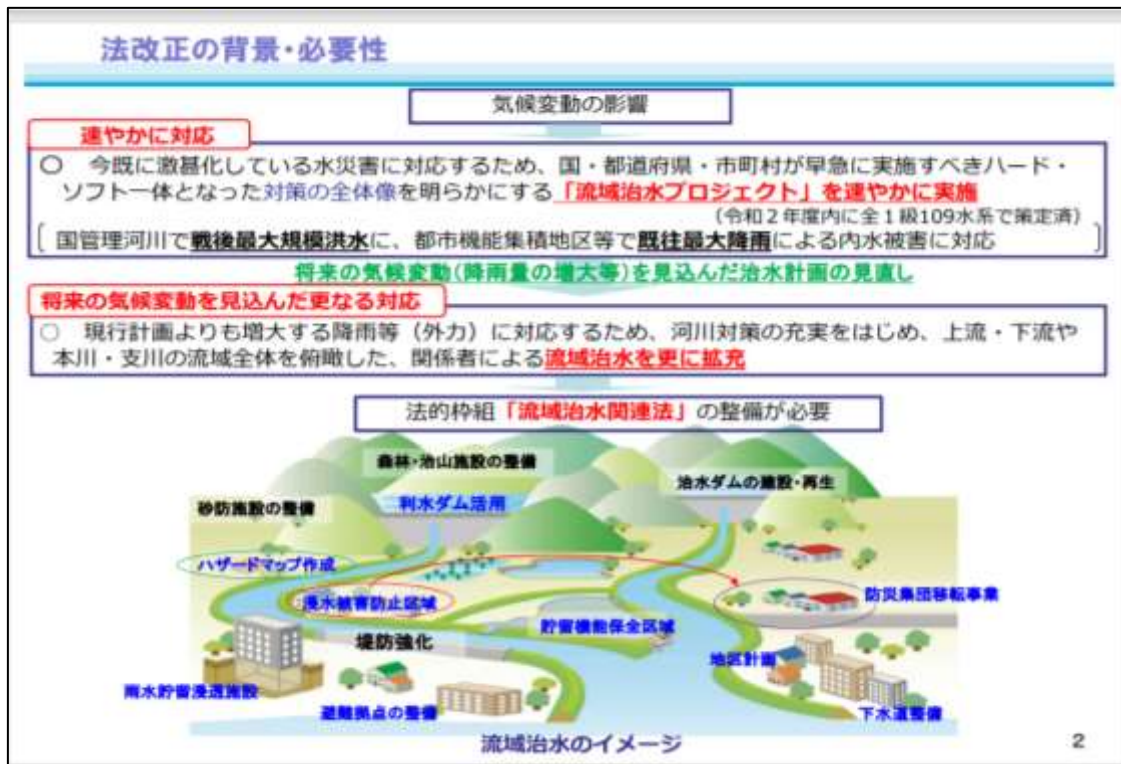 法改正の背景・必要性
気候変動の影響
速やかに対応
○ 今既に激甚化している水災害に対応するため、国・都道府県・市町村が早急に実施すべきハード・
ソフト一体となった対策の全体像を明らかにする「流域治水プロジェクト」を速やかに実施
(令和2年度内に全1級109水系で策定済)
国管理河川で戦後最大規模洪水に、都市機能集積地区等で既往最大降雨による内水被害に対応
将来の気候変動(降雨量の増大等)を見込んだ治水計画の見直し
将来の気候変動を見込んだ更なる対応
○ 現行計画よりも増大する降雨等(外力)に対応するため、河川対策の充実をはじめ、上流・下流や
本川・支川の流域全体を俯瞰した、関係者による流域治水を更に拡充
法的枠組「流域治水関連法」の整備が必要
森林・治山施設の整備
治水ダムの建設・再生
砂防施設の整備
利水ダム活用
ハザードマップ作成
浸水被害防止区域
防災集団移転事業
貯留機能保全区域
堤防強化
地区計画
雨水貯留浸透施設
避難拠点の整備
下水道整備
流域治水のイメージ
2